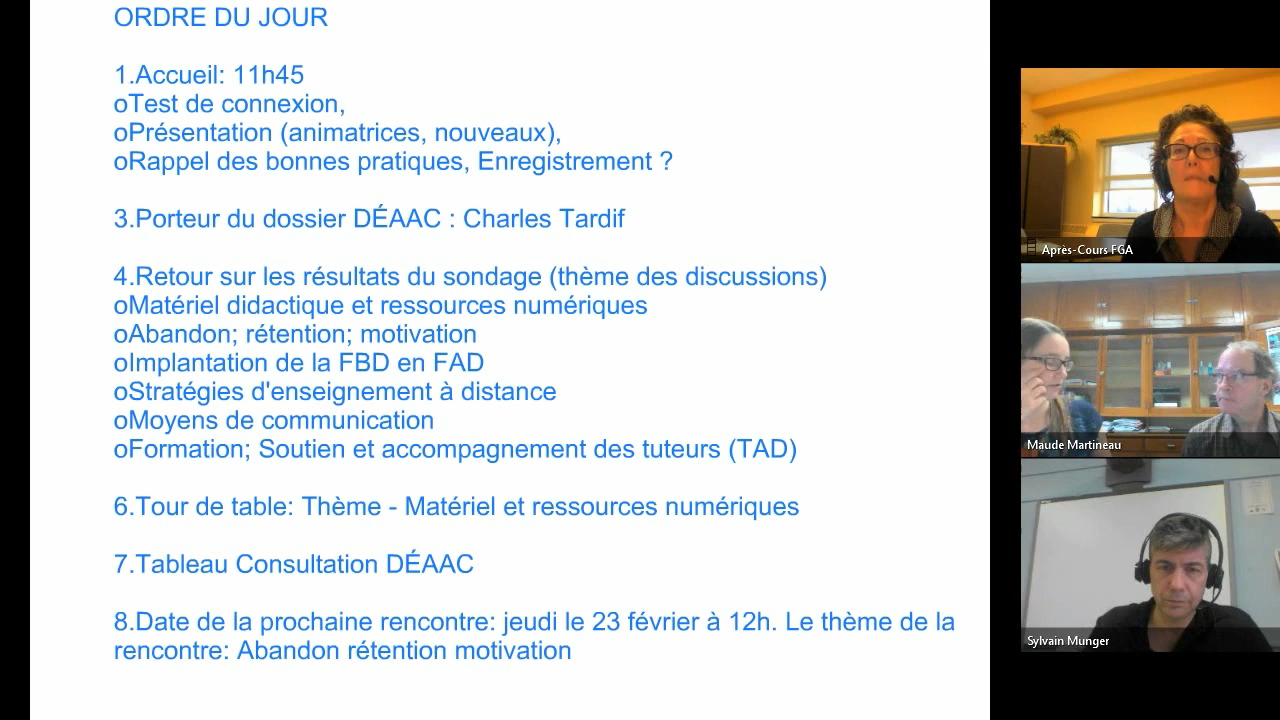 ORDRE DU JOUR
1.Accueil: 11h45
oTest de connexion,
oPrésentation (animatrices, nouveaux),
oRappel des bonnes pratiques, Enregistrement ?
3.Porteur du dossier DÉAAC : Charles Tardif
4.Retour sur les résultats du sondage (thème des discussions)
oMatériel didactique et ressources numériques
oAbandon; rétention; motivation
oImplantation de la FBD en FAD
oStratégies d'enseignement à distance
oMoyens de communication
oFormation; Soutien et accompagnement des tuteurs (TAD)
6.Tour de table: Thème - Matériel et ressources numériques
7.Tableau Consultation DÉAAC
8.Date de la prochaine rencontre: jeudi le 23 février à 12h. Le thème de la
rencontre: Abandon rétention motivation
Après-Cours FGA
Maude Martineau
Sylvain Munger